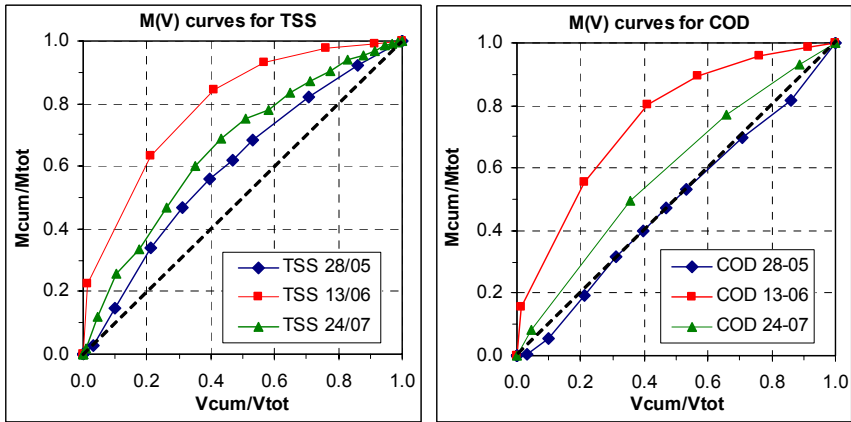 M(V) curves for TSS
1.0
0.8
0.6
0.4
0.2
0.0
Mcum/Mtot
TSS 28/05
TSS 13/06
TSS 24/07
0.0 0.2 0.4 0.6 0.8 1.0
Vcum/Vtot
M(V) curves for COD
1.0
0.8
0.6
0.4
0.2
0.0
Mcum/Mtot
COD 28-05
COD 13-06
COD 24-07
0.0 0.2 0.4 0.6 0.8 1.0
Vcum/Vtot